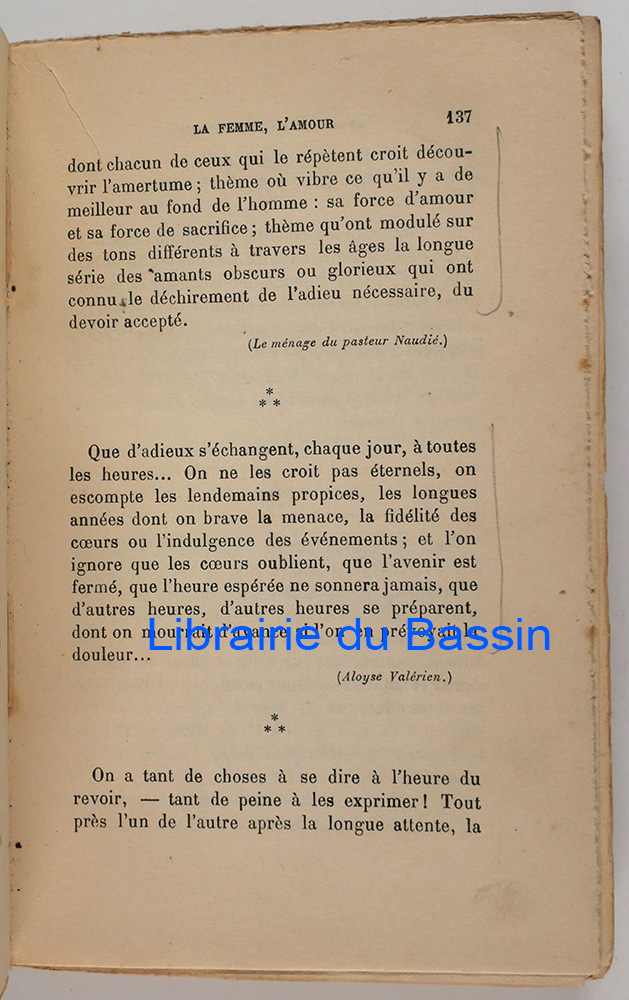 LA FEMME, L'AMOUR 137
dont chacun de ceux qui le répètent croit décou-
vrir l'amertume ; thème où vibre ce qu'il y a de
meilleur au fond de l'homme : sa force d'amour
et sa force de sacrifice ; thème qu'ont modulé sur
des tons différents à travers les âges la longue
série des amants obscurs ou glorieux qui ont
connu le déchirement de l'adieu nécessaire, du
devoir accepté.
(Le ménage du pasteur Naudié.)
*
* *
Que d'adieux s'échangent, chaque jour, à toutes
les heures... On ne les croit pas éternels, on
escompte les lendemains propices, les longues
années dont on brave la menace, la fidélité des
cœurs ou l'indulgence des événements ; et l'on
ignore que les cœurs oublient, que l'avenir est
fermé, que l'heure espérée ne sonnera jamais, que
d'autres heures, d'autres heures se préparent,
dont on mourrait d'avance si l'on en prévoyait la
Librairie du Bassin
douleur...
(Aloyse Valérien.)
*
* *
On a tant de choses à se dire à l'heure du
revoir, — tant de peine à les exprimer ! Tout
près l'un de l'autre après la longue attente, la